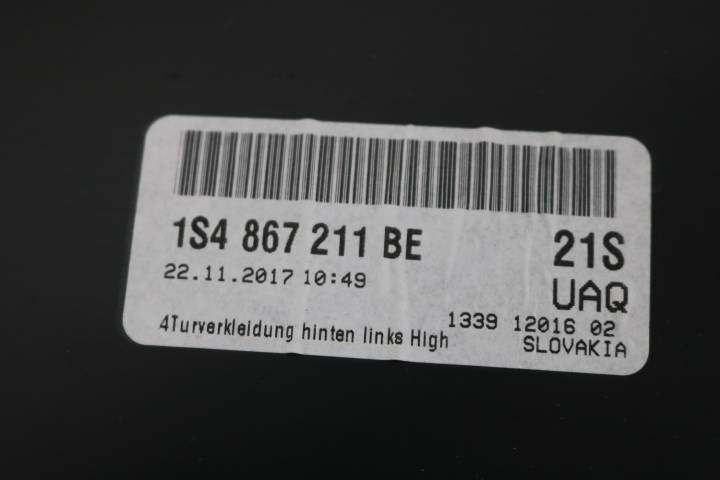 1S4 867 211 BE 21S
22.11.2017 10:49 UAQ
1339 12016 02
4Turverkleidung hinten links High SLOVAKIA